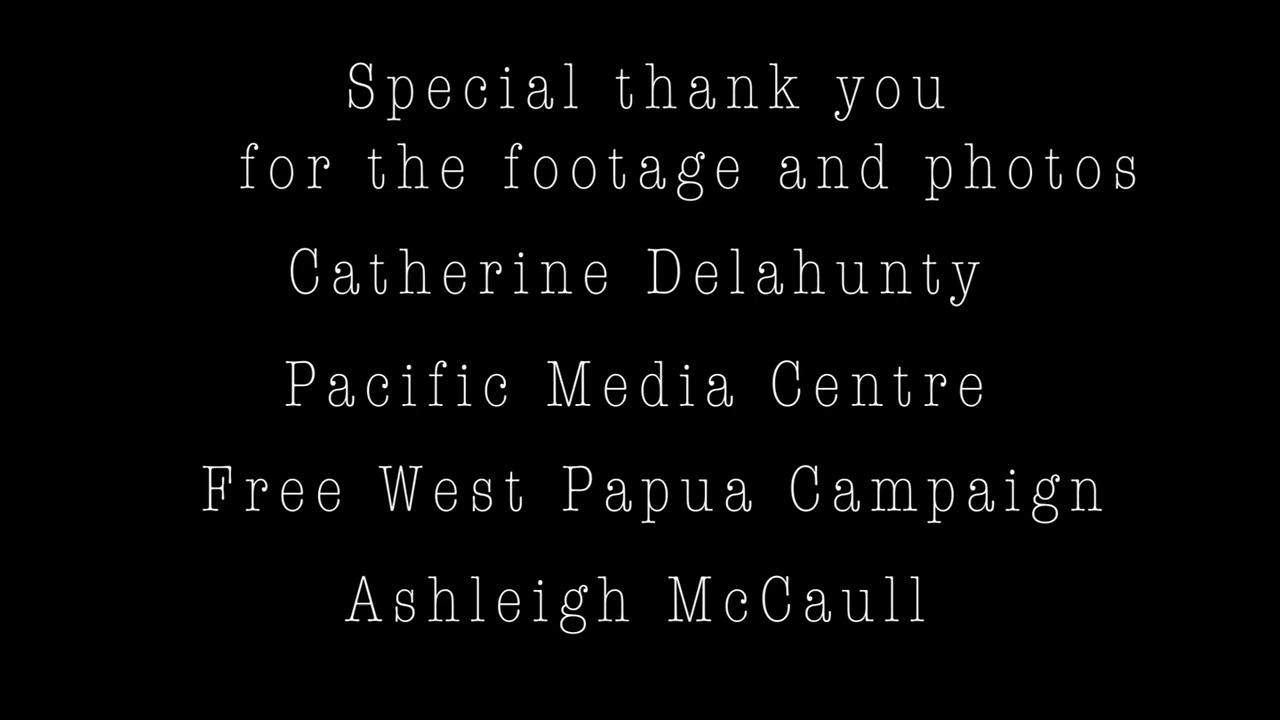 Special thank you
for the footage and photos
Catherine Delahunty
Pacific Media Centre
Free West Papua Campaign
Ashleigh McCaull